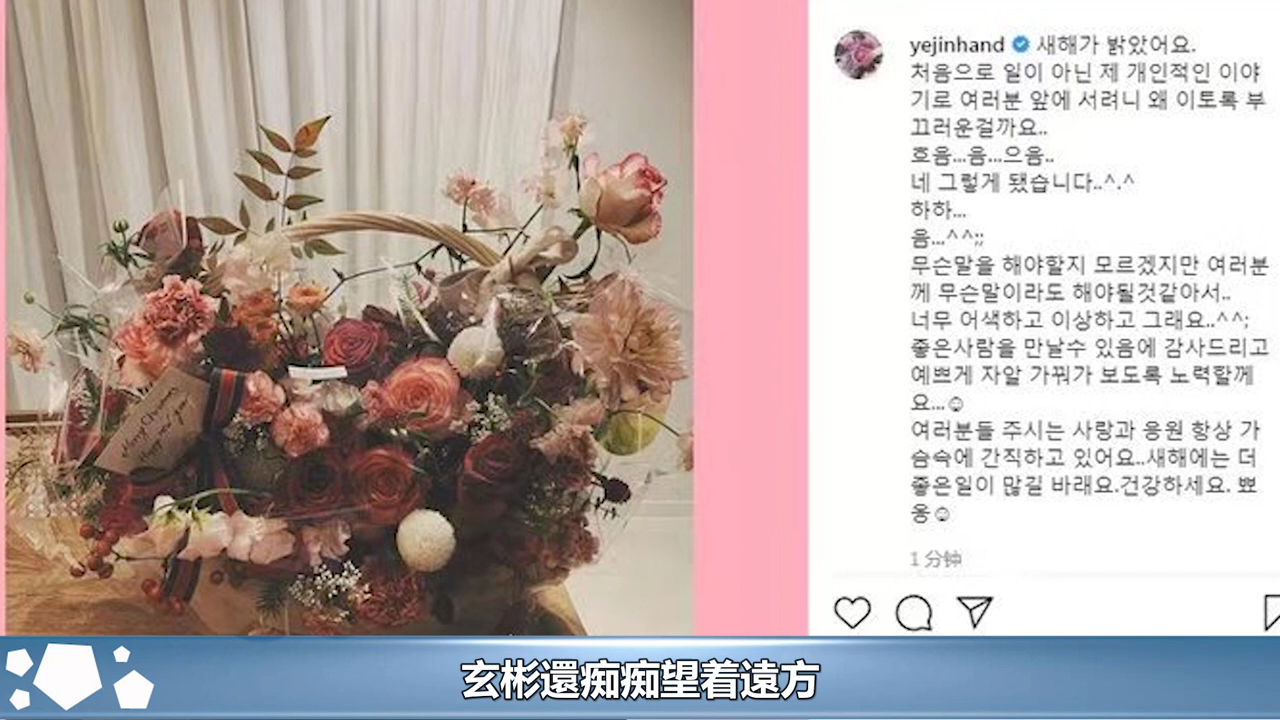 yejinhand 새해가 밝았어요.
처음으로 일이 아닌 제 개인적인 이야
기로 여러분 앞에 서려니 왜 이토록 부
끄러운걸까요..
흐음...음...으음..
네 그렇게 됐습니다..^.^
하하...
음...^^;;
무슨말을 해야할지 모르겠지만 여러분
께 무슨말이라도 해야될것같아서..
너무 어색하고 이상하고 그래요..^^;
좋은사람을 만날수 있음에 감사드리고
예쁘게 자알 가꿔가 보도록 노력할께
요...☺
여러분들 주시는 사랑과 응원 항상 가
슴속에 간직하고 있어요..새해에는 더
좋은일이 많길 바래요.건강하세요. 뾰
옹☺
1 分钟
玄彬還痴痴望着遠方